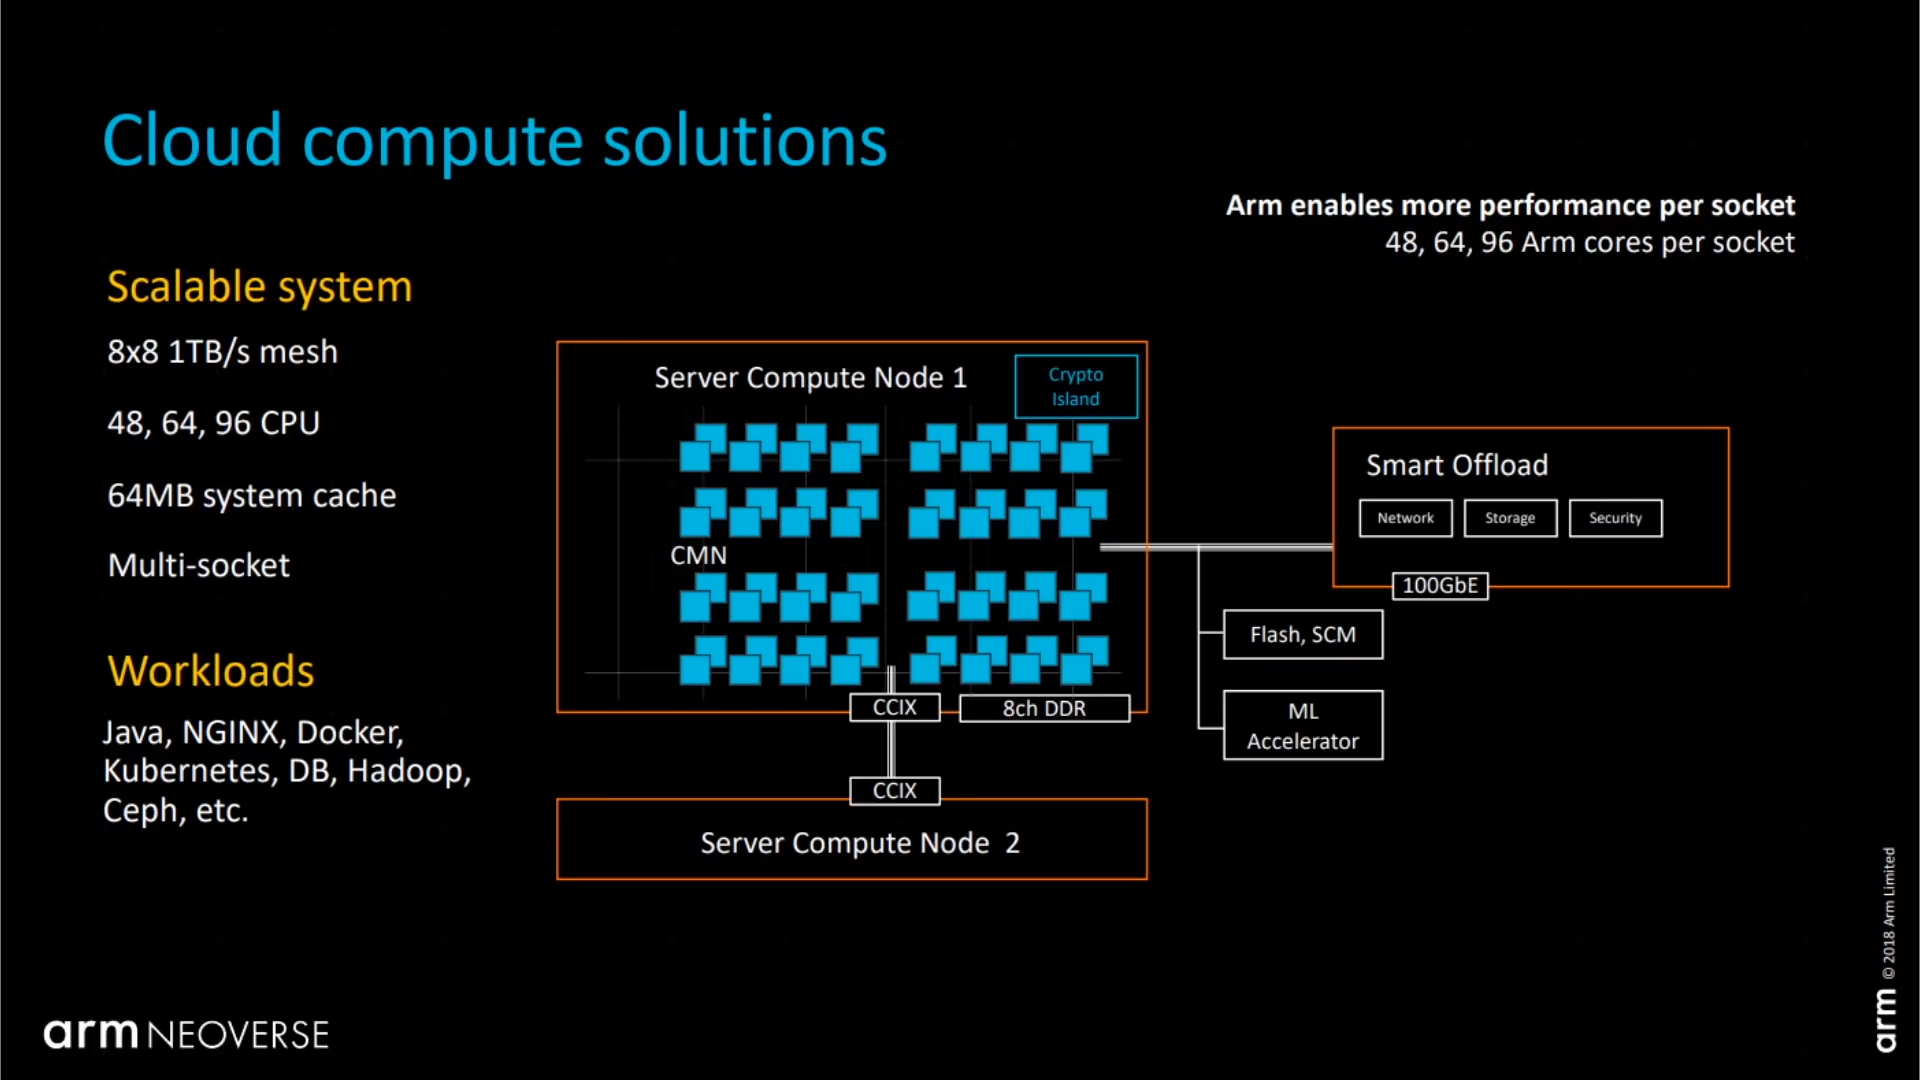 Cloud compute solutions
Arm enables more performance per socket
48, 64, 96 Arm cores per socket
Scalable system
8x8 1TB/s mesh
48, 64, 96 CPU
64MB system cache
Multi-socket
Workloads
Java, NGINX, Docker,
Kubernetes, DB, Hadoop,
Ceph, etc.
Server Compute Node 1
Crypto
Island
CMN
CCIX
8ch DDR
CCIX
Server Compute Node 2
Smart Offload
Network
Storage
Security
100GbE
Flash, SCM
ML
Accelerator
arm NEOVERSE
arm © 2018 Arm Limited